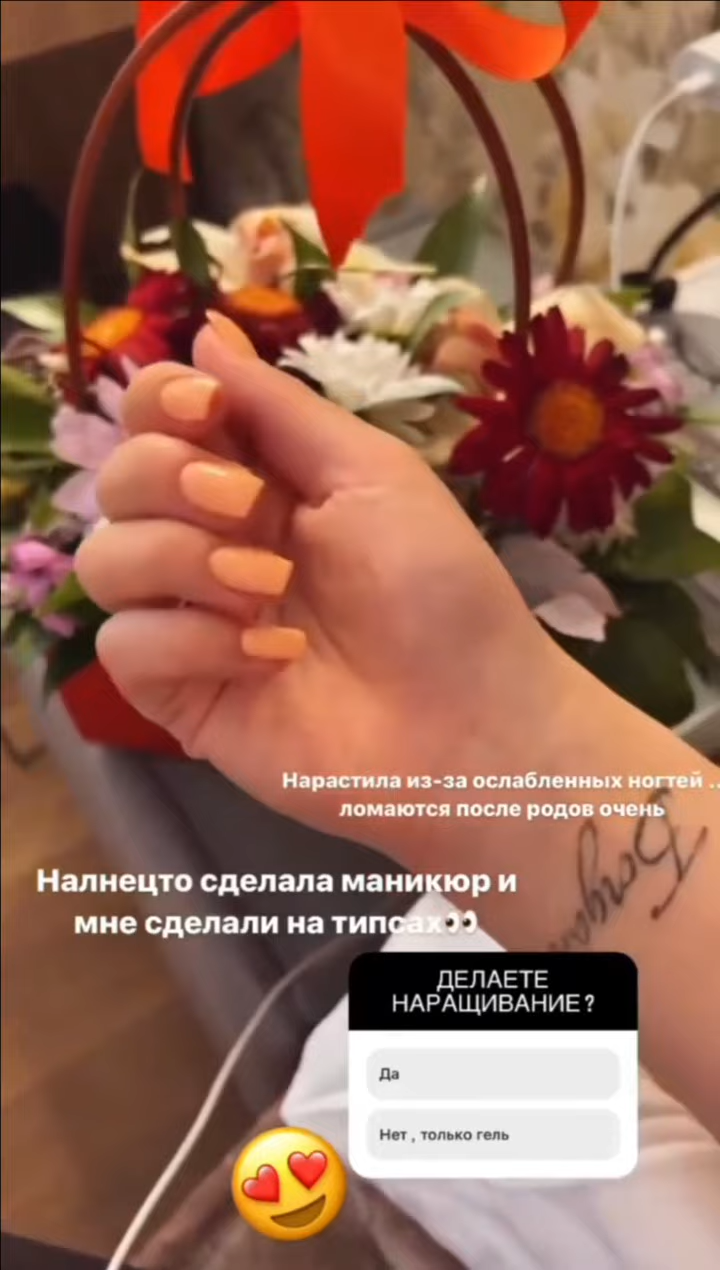 Нарастила из-за ослабленных ногтей ..
ломаются после родов очень
Налнецто сделала маникюр и
мне сделали на типсах👀
ДЕЛАЕТЕ
НАРАЩИВАНИЕ?
Да
Нет , только гель